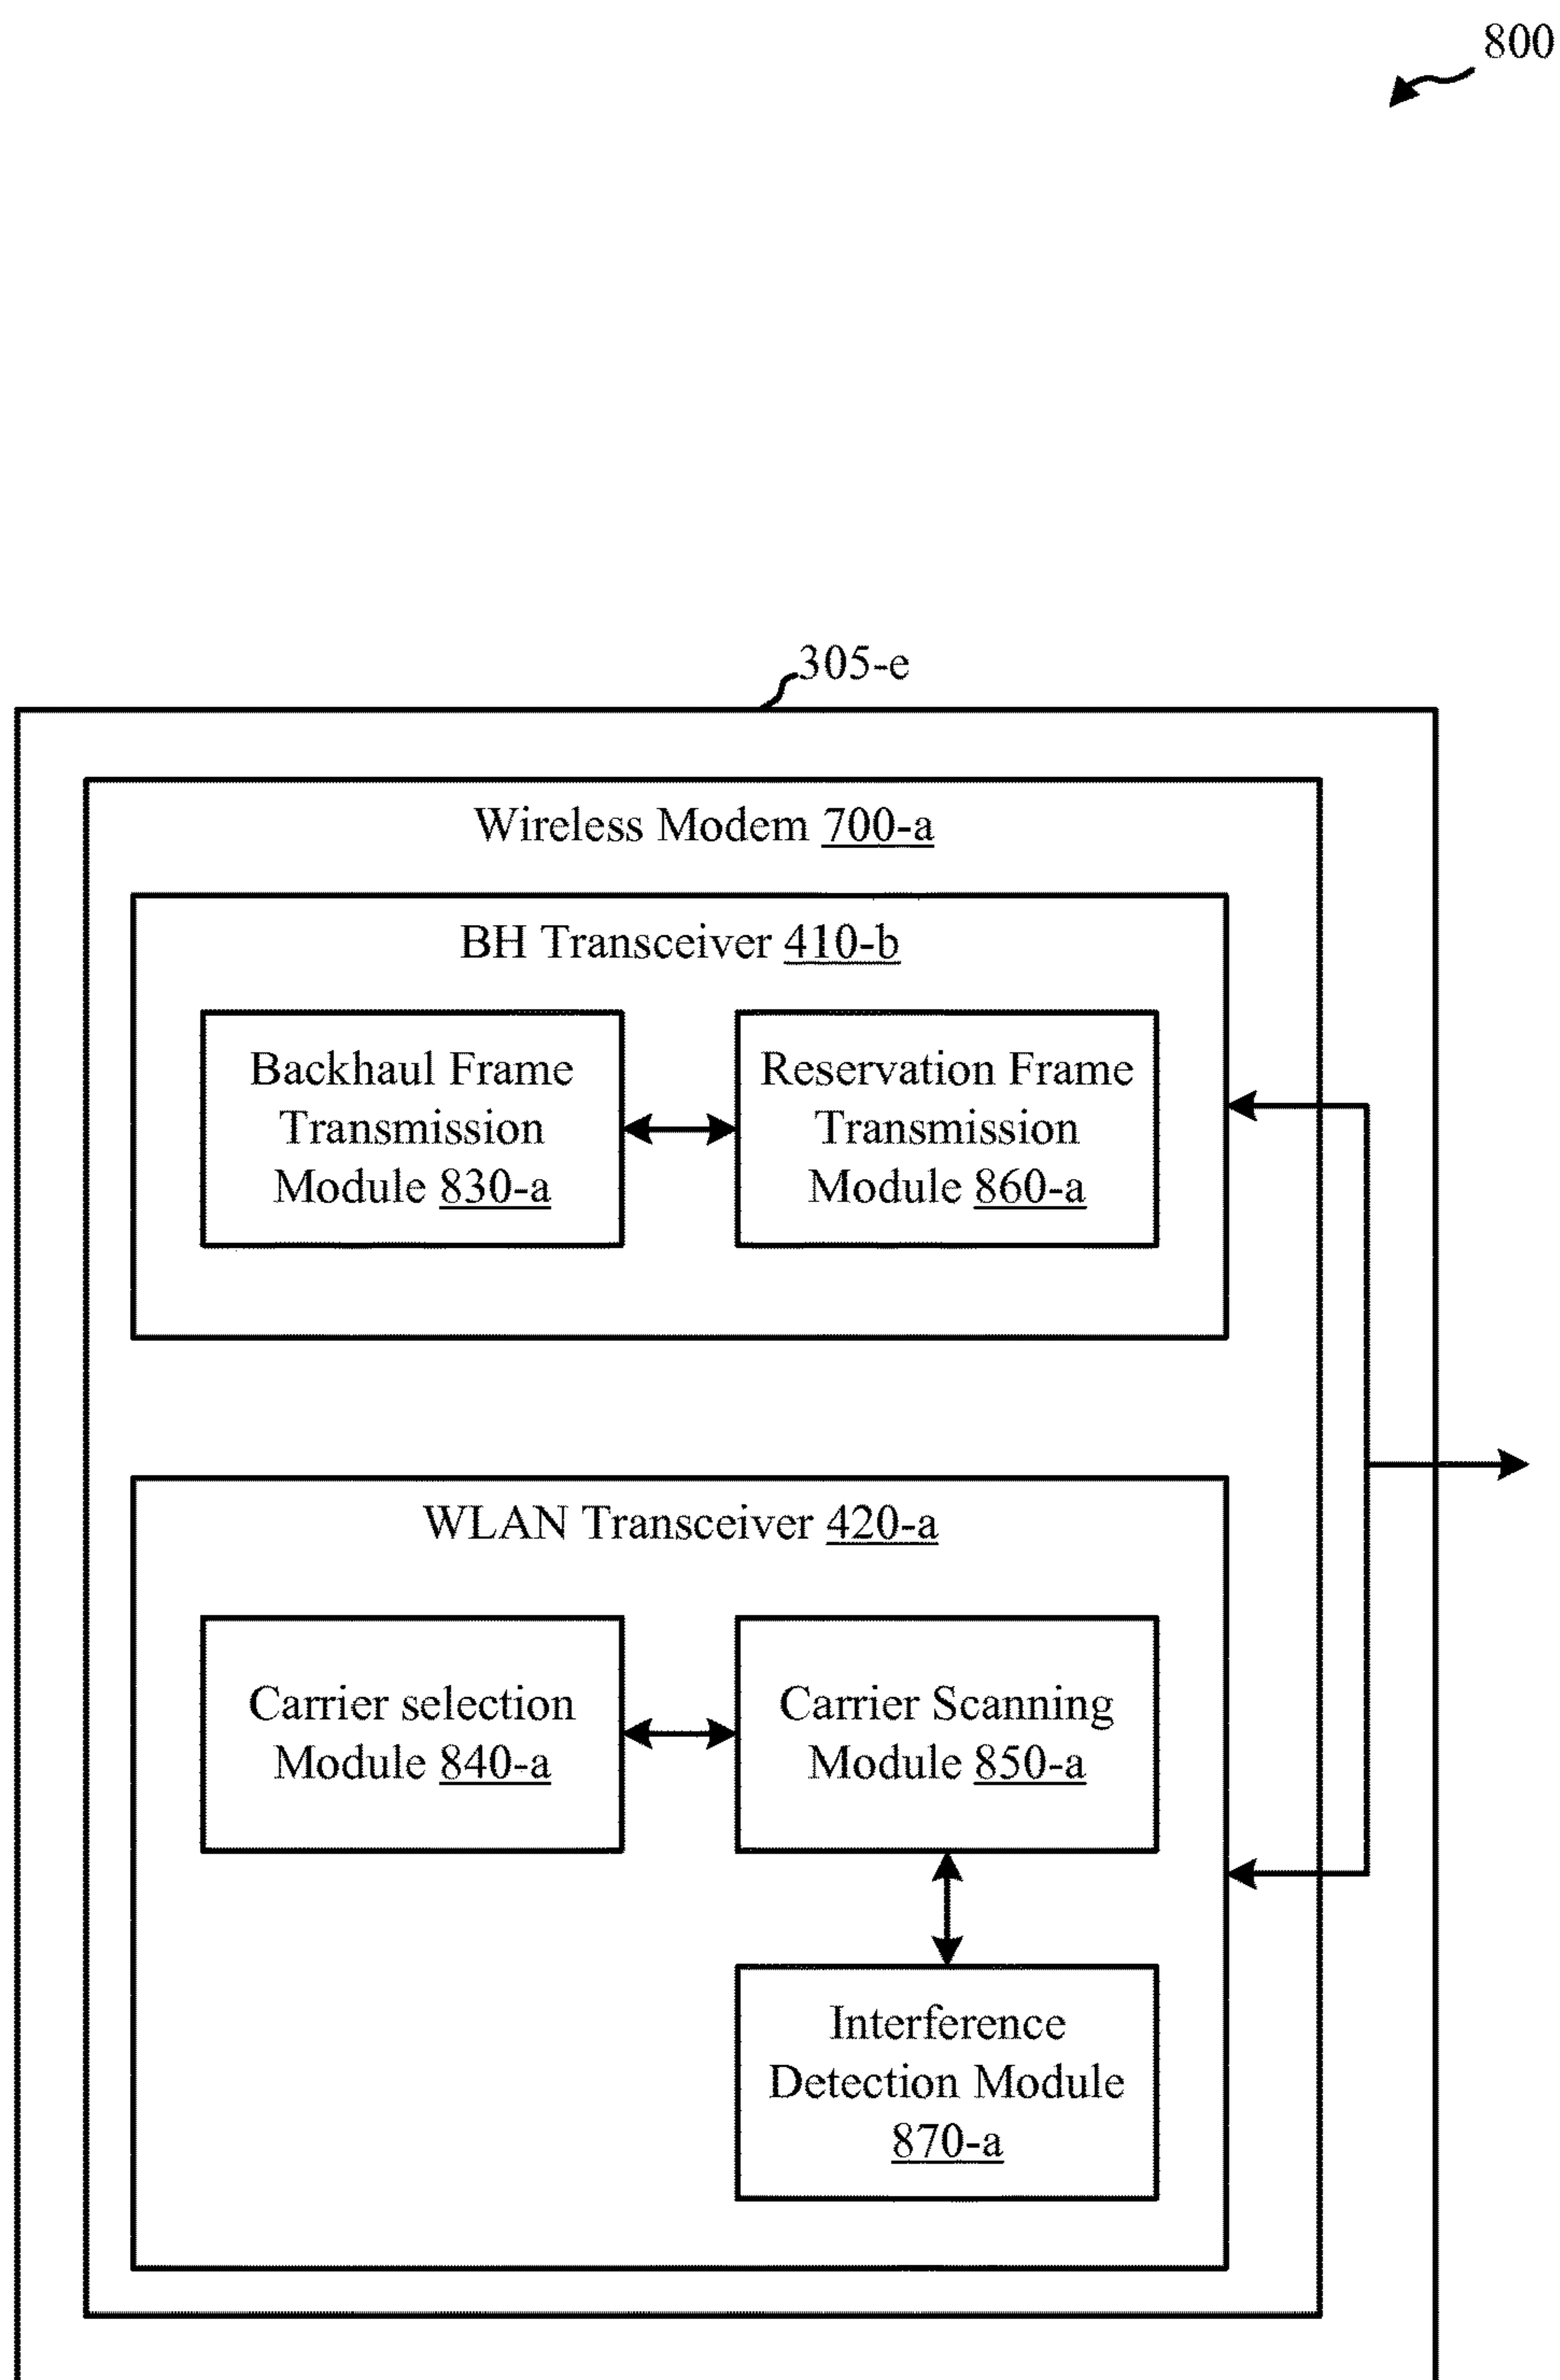 800
305-e
Wireless Modem 700-a
BH Transceiver 410-b
Backhaul Frame
Transmission
Module 830-a
Reservation Frame
Transmission
Module 860-a
WLAN Transceiver 420-a
Carrier selection
Module 840-a
Carrier Scanning
Module 850-a
Interference
Detection Module
870-a